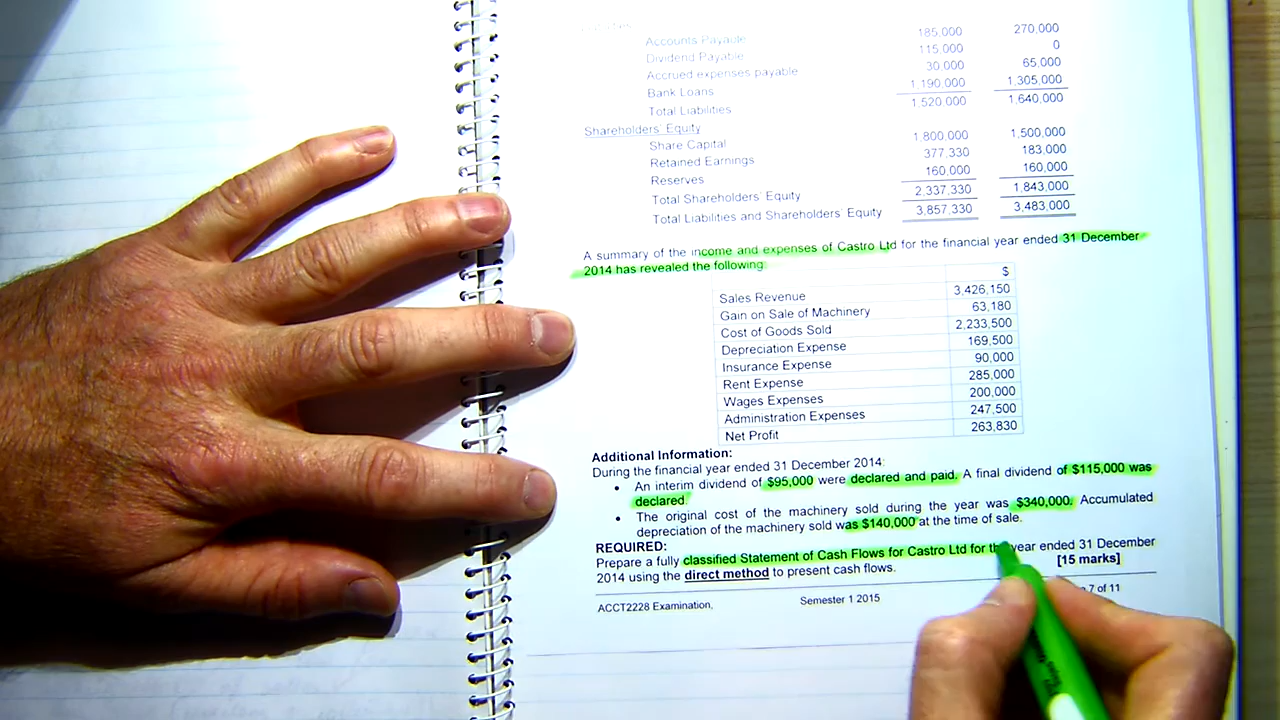 Accounts Payable 185,000 270,000
Dividend Payable 115,000 0
Accrued expenses payable 30,000 65,000
Bank Loans 1,190,000 1,305,000
Total Liabilities 1,520,000 1,640,000
Shareholders' Equity
Share Capital 1,800,000 1,500,000
Retained Earnings 377,330 183,000
Reserves 160,000 160,000
Total Shareholders' Equity 2,337,330 1,843,000
Total Liabilities and Shareholders' Equity 3,857,330 3,483,000
A summary of the income and expenses of Castro Ltd for the financial year ended 31 December
2014 has revealed the following:
$
Sales Revenue 3,426,150
Gain on Sale of Machinery 63,180
Cost of Goods Sold 2,233,500
Depreciation Expense 169,500
Insurance Expense 90,000
Rent Expense 285,000
Wages Expenses 200,000
Administration Expenses 247,500
Net Profit 263,830
Additional Information:
During the financial year ended 31 December 2014:
• An interim dividend of $95,000 were declared and paid. A final dividend of $115,000 was
declared.
• The original cost of the machinery sold during the year was $340,000. Accumulated
depreciation of the machinery sold was $140,000 at the time of sale.
REQUIRED:
Prepare a fully classified Statement of Cash Flows for Castro Ltd for the year ended 31 December
2014 using the direct method to present cash flows. [15 marks]
ACCT2228 Examination, Semester 1 2015 7 of 11